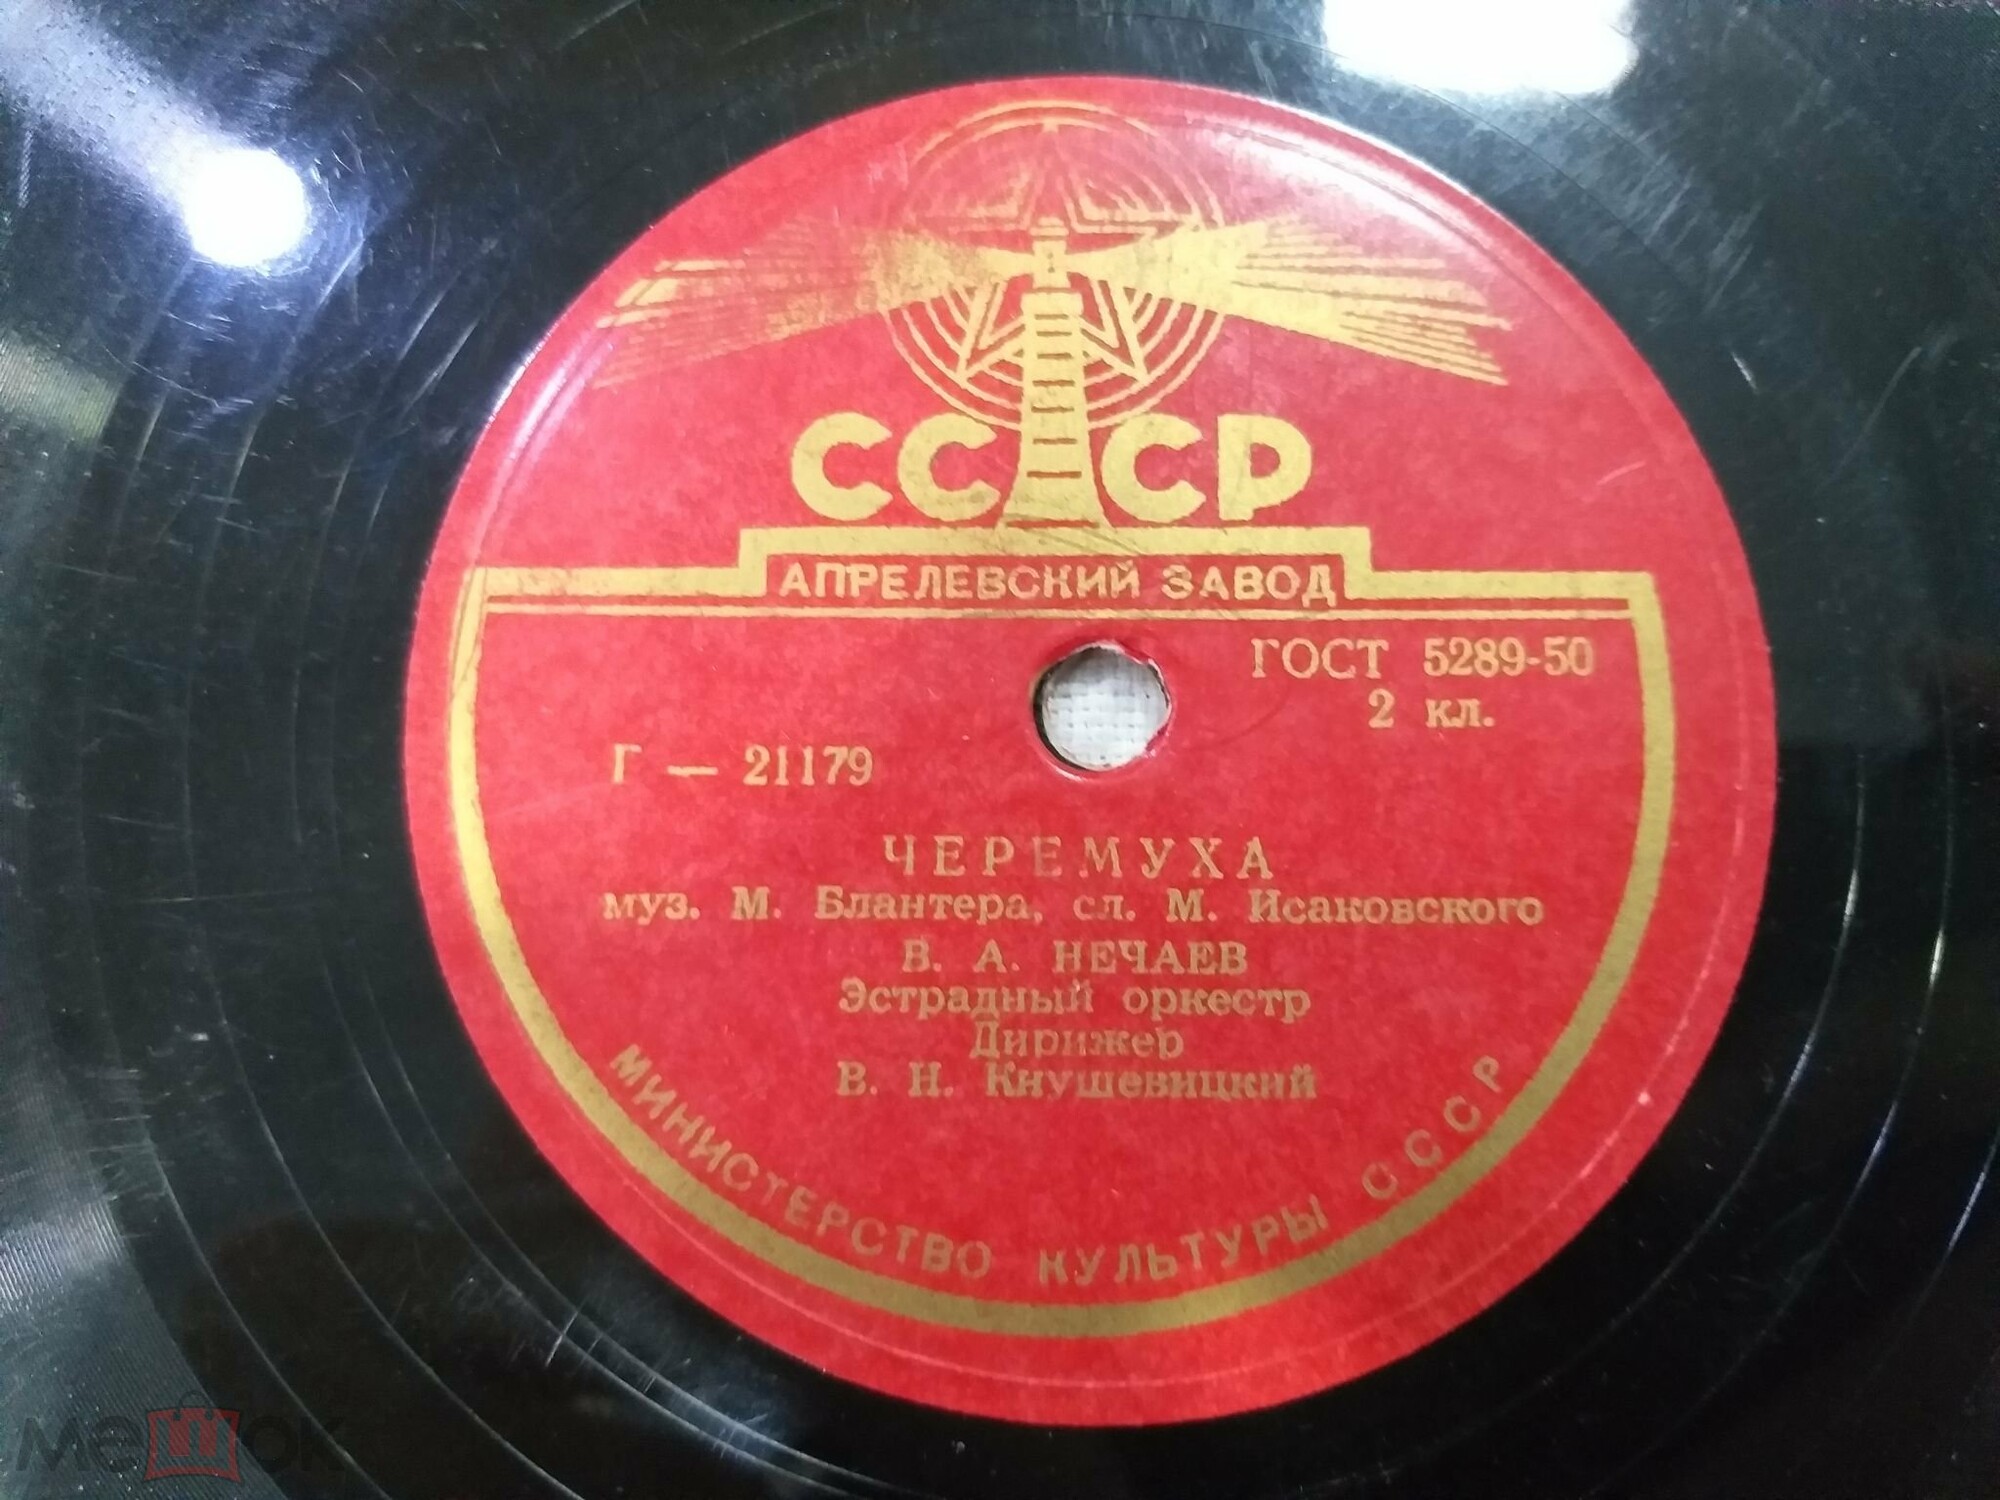 СССР
АПРЕЛЕВСКИЙ ЗАВОД
ГОСТ 5289-50
2 кл.
Г — 21179
ЧЕРЕМУХА
муз. М. Блантера, сл. М. Исаковского
В. А. НЕЧАЕВ
Эстрадный оркестр
Дирижер
В. Н. Кнушевицкий
МИНИСТЕРСТВО КУЛЬТУРЫ СССР
мешок